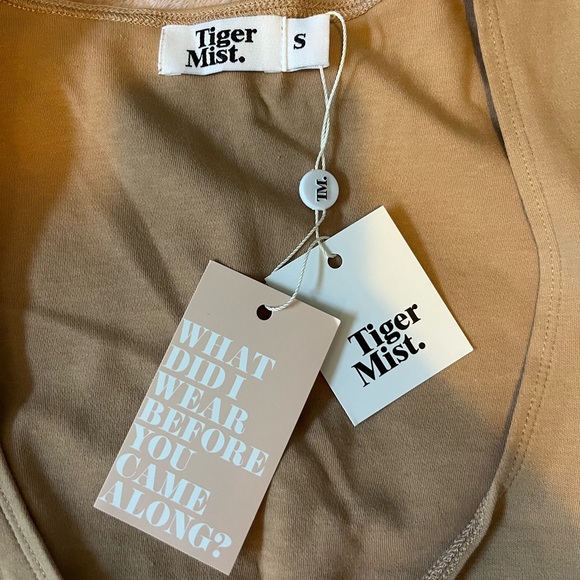 Tiger
Mist.
S
TM.
Tiger
Mist.
WHAT
DID I
WEAR
BEFORE
YOU
CAME
ALONG?